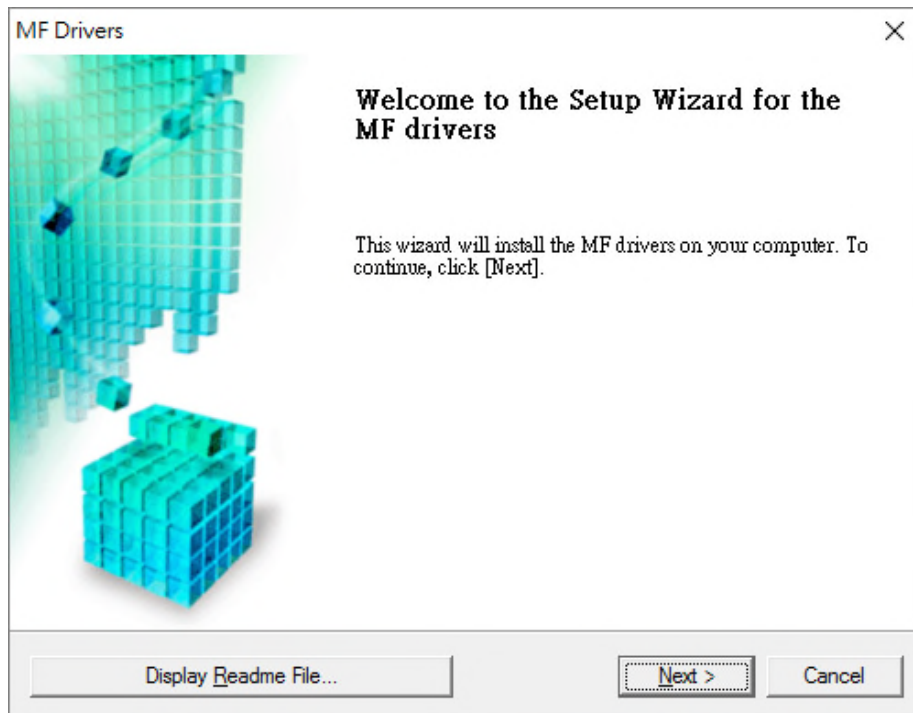 MF Drivers
Welcome to the Setup Wizard for the
MF drivers
This wizard will install the MF drivers on your computer. To
continue, click [Next].
Display Readme File...
Next >
Cancel